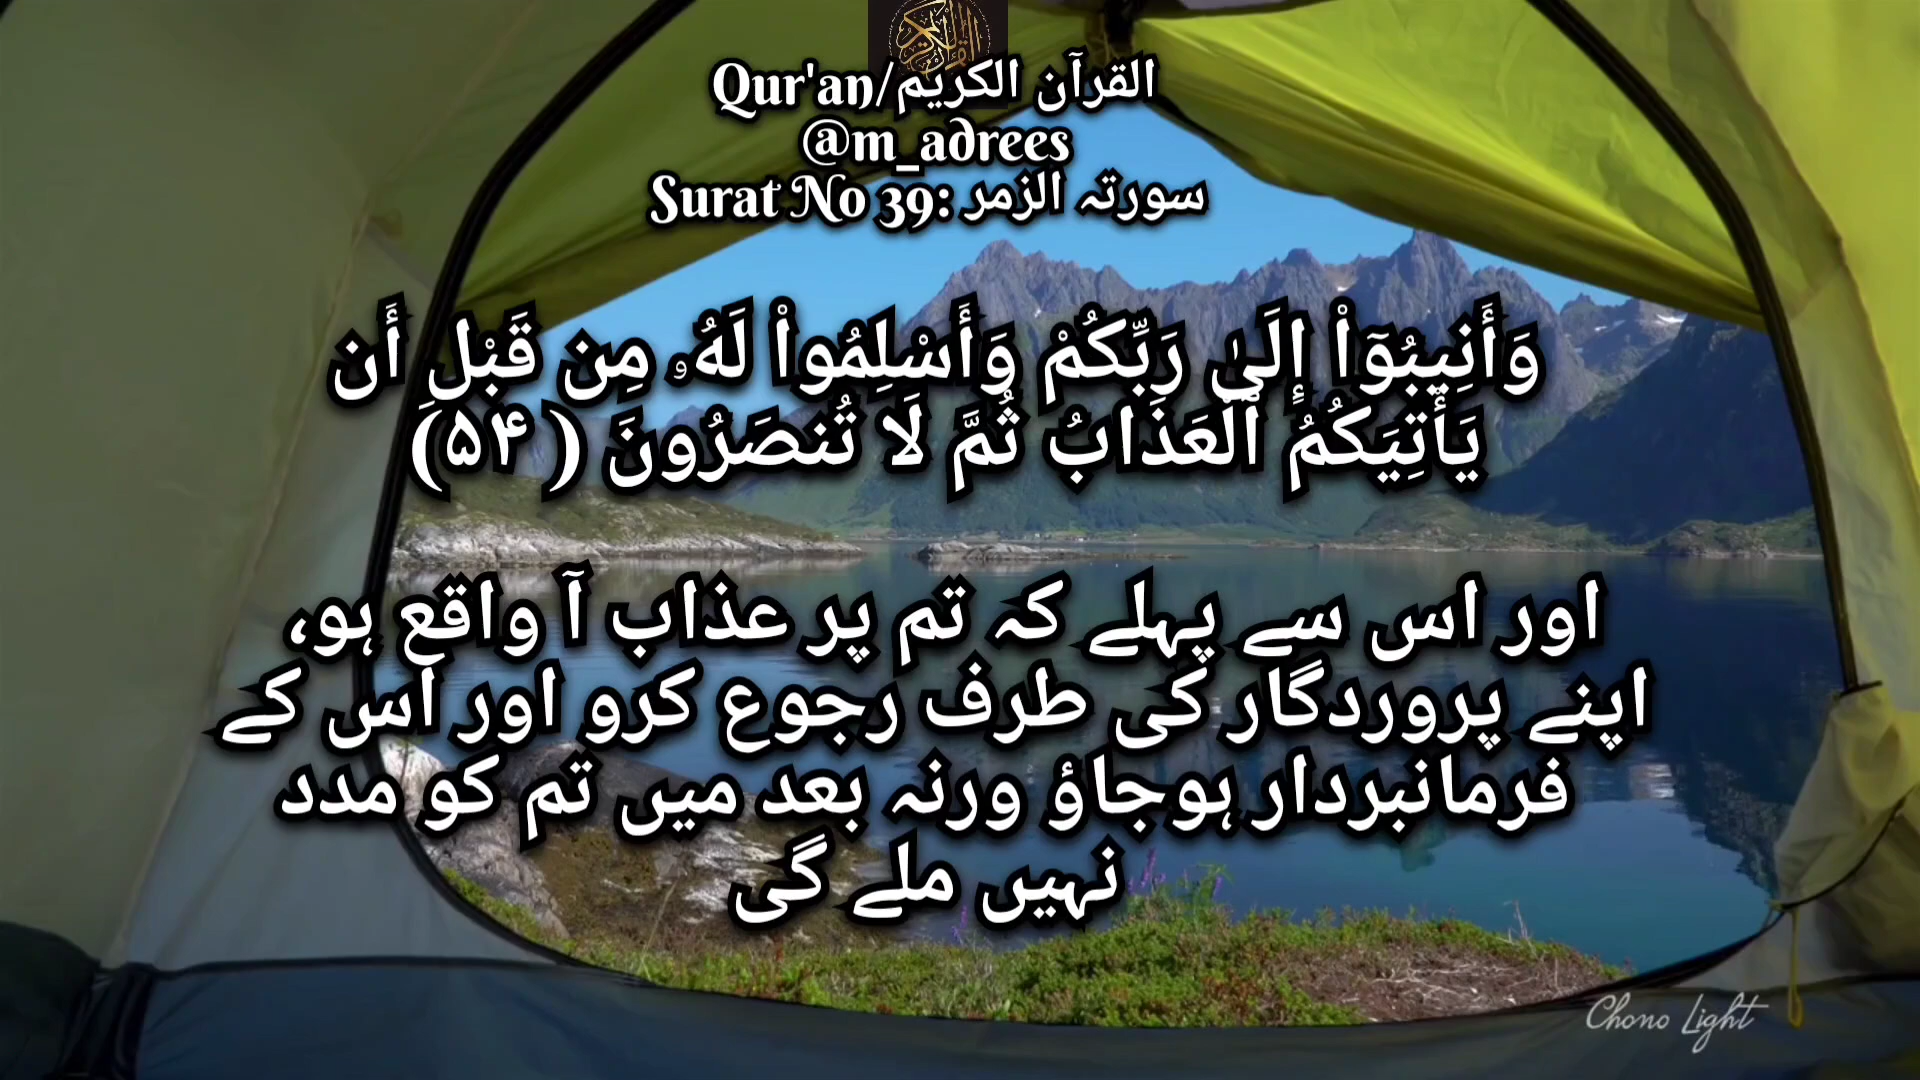 القرآن الكريم/Qur'an
@m_adrees
Surat No 39: سورتہ الزمر
وَأَنِيبُوٓاْ إِلَىٰ رَبِّكُمْ وَأَسْلِمُواْ لَهُۥ مِن قَبْلِ أَن
يَأْتِيَكُمُ ٱلْعَذَابُ ثُمَّ لَا تُنصَرُونَ (۵۴)
اور اس سے پہلے کہ تم پر عذاب آ واقع ہو،
اپنے پروردگار کی طرف رجوع کرو اور اس کے
فرمانبردار ہوجاؤ ورنہ بعد میں تم کو مدد
نہیں ملے گی
Chono Light